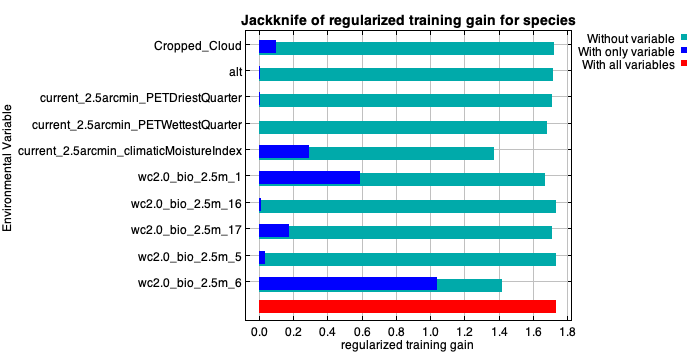 Jackknife of regularized training gain for species
Without variable
With only variable
With all variables
Environmental Variable
Cropped_Cloud
alt
current_2.5arcmin_PETDriestQuarter
current_2.5arcmin_PETWettestQuarter
current_2.5arcmin_climaticMoistureIndex
wc2.0_bio_2.5m_1
wc2.0_bio_2.5m_16
wc2.0_bio_2.5m_17
wc2.0_bio_2.5m_5
wc2.0_bio_2.5m_6
0.0 0.2 0.4 0.6 0.8 1.0 1.2 1.4 1.6 1.8
regularized training gain